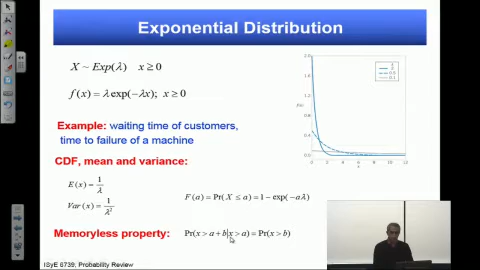 Exponential Distribution
X ~ Exp(λ) x ≥ 0
f(x) = λ exp(−λx); x ≥ 0
Example: waiting time of customers,
time to failure of a machine
CDF, mean and variance:
E(x) = 1/λ
Var(x) = 1/λ²
F(a) = Pr(X ≤ a) = 1 − exp(−aλ)
Memoryless property: Pr(x > a + b|x > a) = Pr(x > b)
ISyE 6739, Probability Review